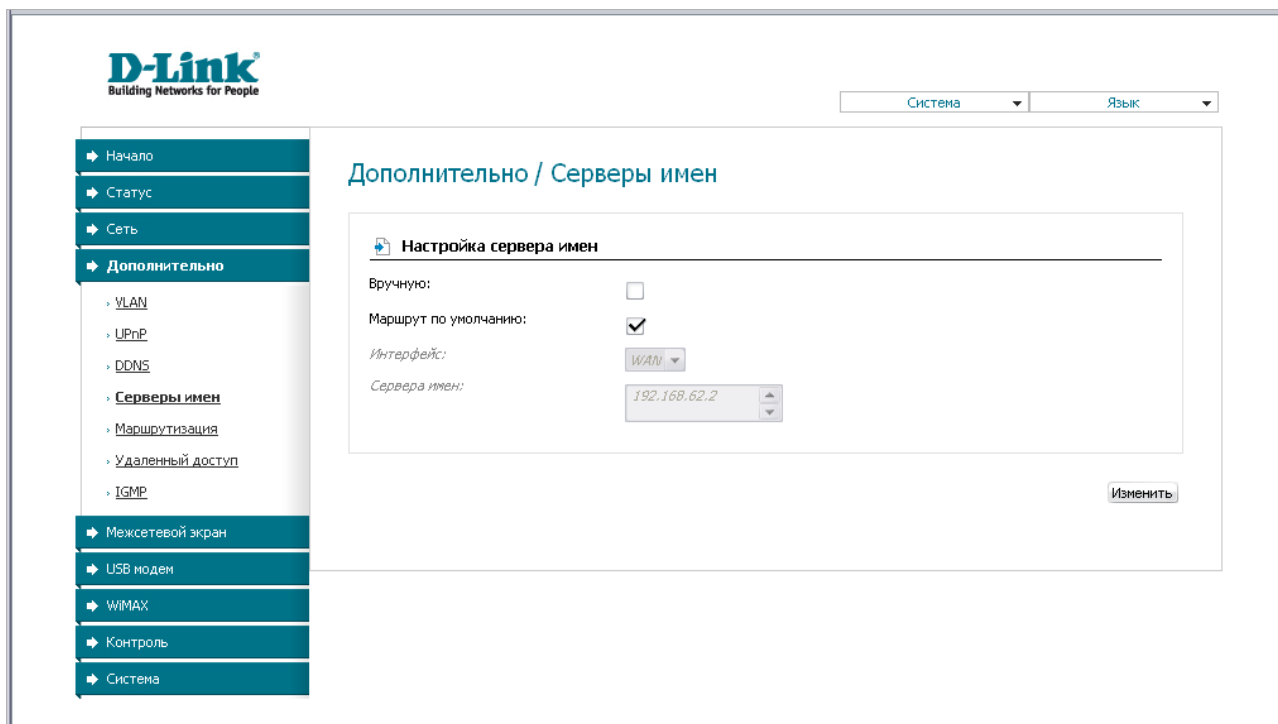 D-Link
Building Networks for People
Система
Язык
Начало
Статус
Сеть
Дополнительно
VLAN
UPnP
DDNS
Серверы имен
Маршрутизация
Удаленный доступ
IGMP
Межсетевой экран
USB модем
WiMAX
Контроль
Система
Дополнительно / Серверы имен
Настройка сервера имен
Вручную:
Маршрут по умолчанию:
Интерфейс: WAN
Сервера имен: 192.168.62.2
Изменить